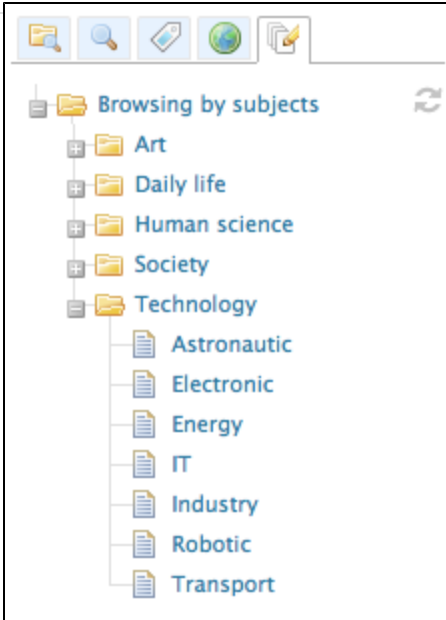 Browsing by subjects
Art
Daily life
Human science
Society
Technology
Astronautic
Electronic
Energy
IT
Industry
Robotic
Transport